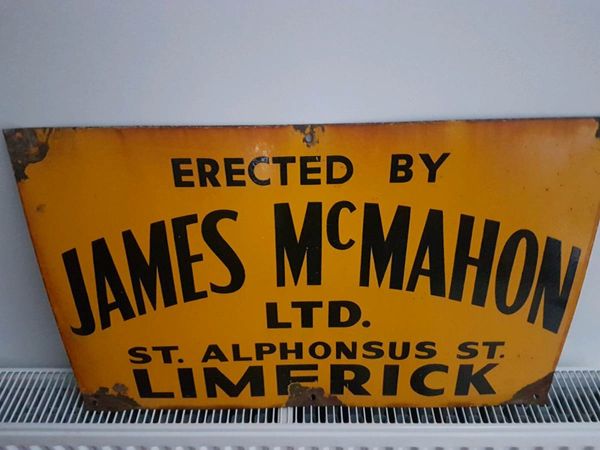 ERECTED BY
JAMES McMAHON
LTD.
ST. ALPHONSUS ST.
LIMERICK